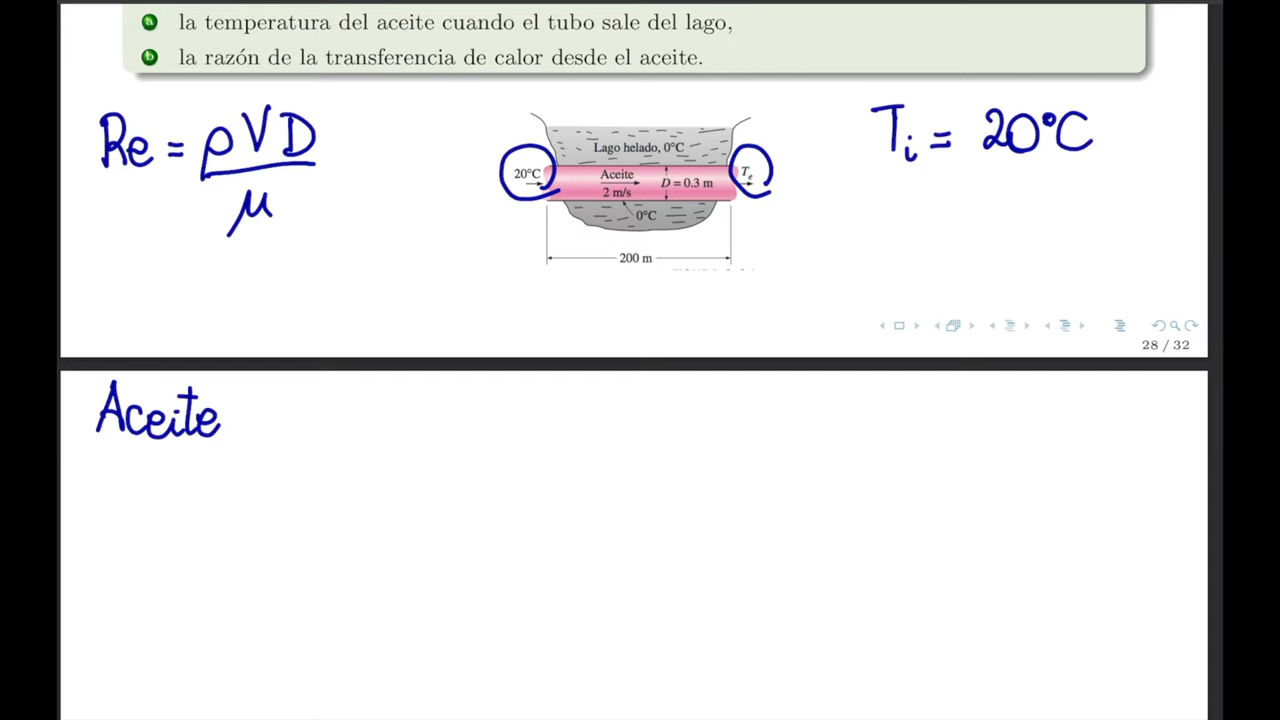 a la temperatura del aceite cuando el tubo sale del lago,
b la razón de la transferencia de calor desde el aceite.
Re = ρVD
μ
Lago helado, 0°C
20°C
Aceite
2 m/s
D = 0.3 m
Te
0°C
200 m
Ti = 20°C
28 / 32
Aceite